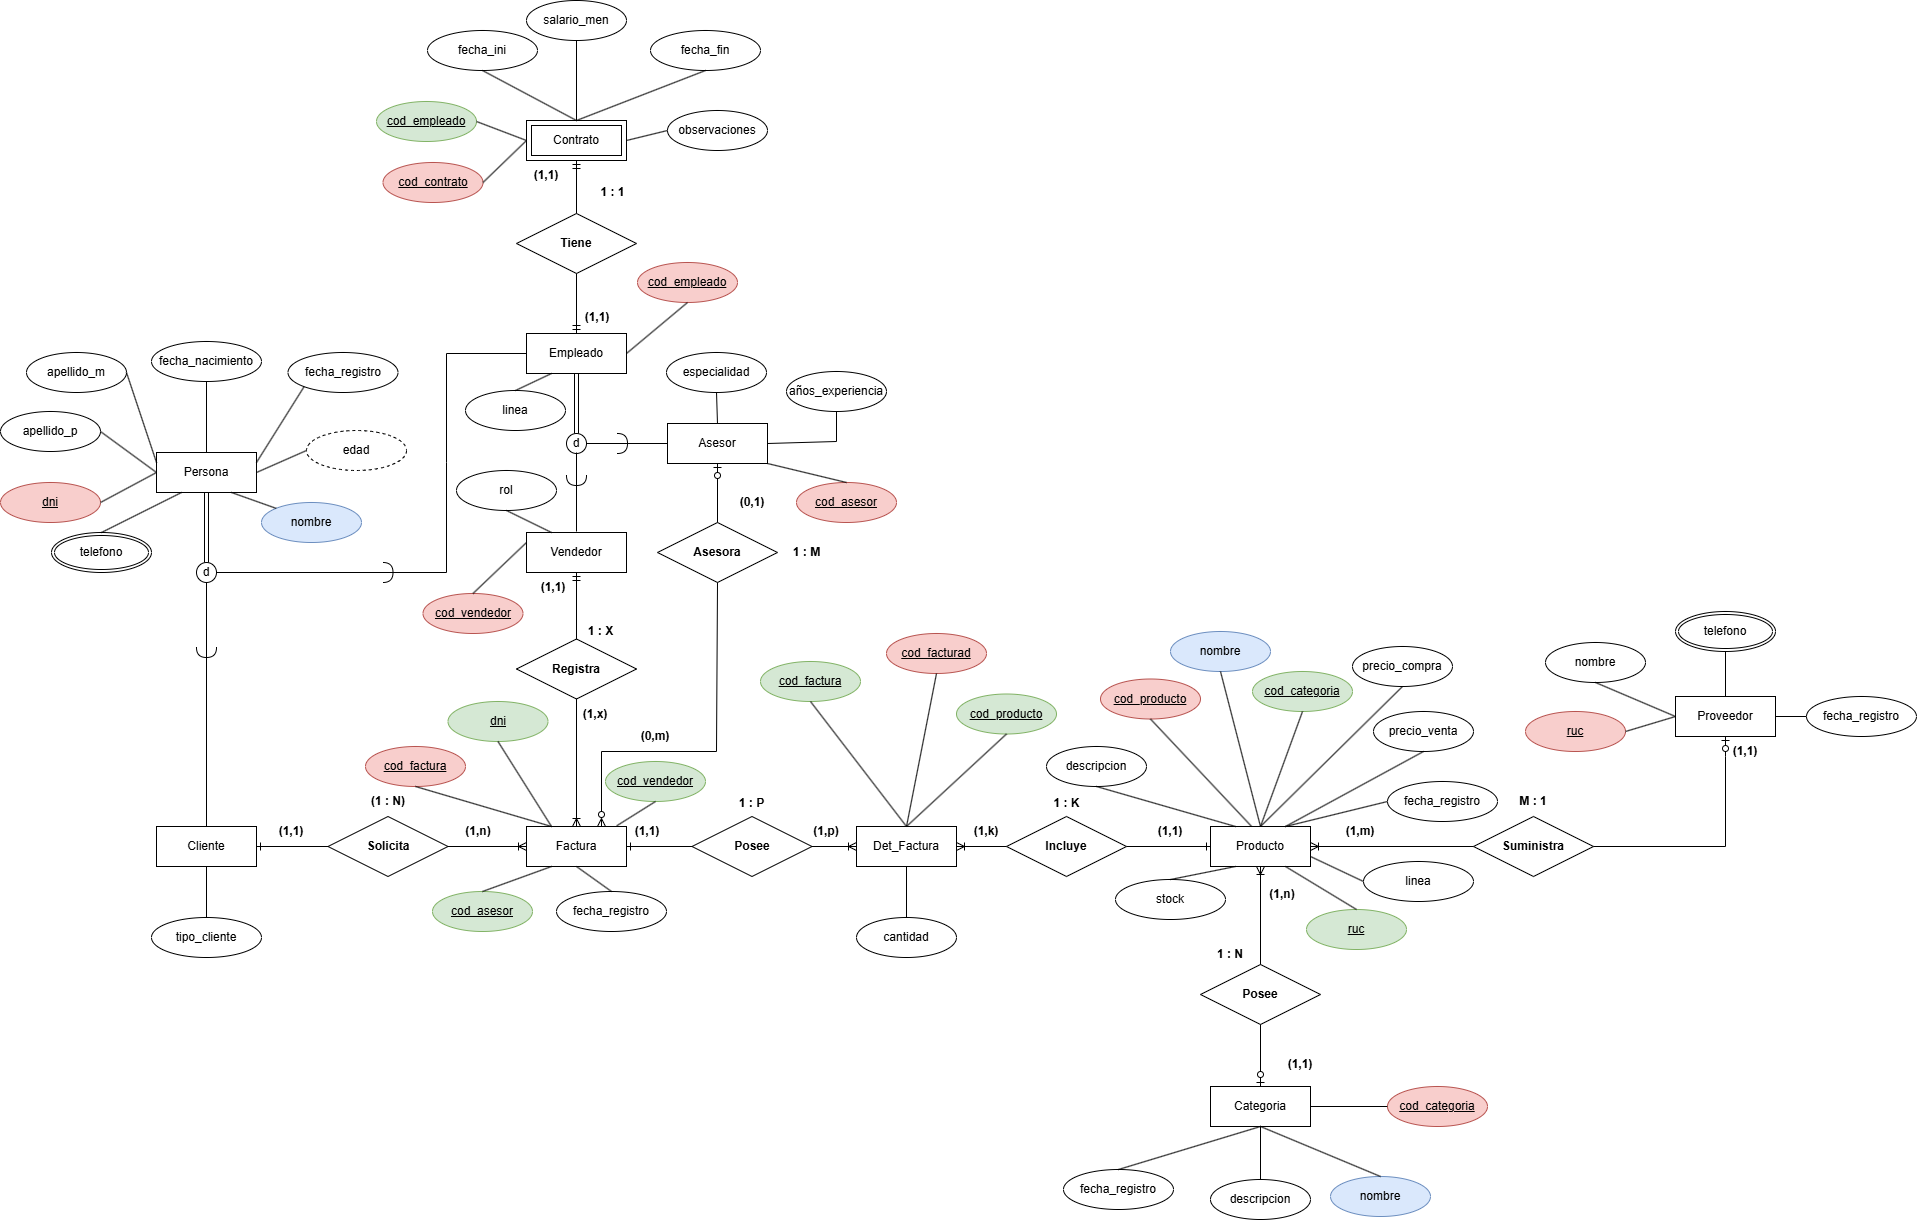 salario_men
fecha_ini
fecha_fin
cod_empleado
observaciones
Contrato
cod_contrato
(1,1)
1 : 1
Tiene
cod_empleado
(1,1)
Empleado
fecha_nacimiento
apellido_m
fecha_registro
especialidad
años_experiencia
linea
apellido_p
edad
d
Asesor
Persona
rol
dni
nombre
(0,1)
cod_asesor
telefono
Vendedor
Asesora
1 : M
d
(1,1)
cod_vendedor
1 : X
telefono
cod_facturad
nombre
Registra
nombre
precio_compra
cod_factura
cod_categoria
cod_producto
(1,x)
cod_producto
Proveedor
fecha_registro
dni
ruc
precio_venta
(0,m)
(1,1)
cod_factura
descripcion
cod_vendedor
(1 : N)
1 : P
1 : K
fecha_registro
M : 1
(1,1)
(1,n)
(1,1)
(1,p)
(1,k)
(1,1)
(1,m)
Cliente
Solicita
Factura
Posee
Det_Factura
Incluye
Producto
Suministra
linea
(1,n)
stock
cod_asesor
fecha_registro
ruc
tipo_cliente
cantidad
1 : N
Posee
(1,1)
Categoria
cod_categoria
fecha_registro
descripcion
nombre